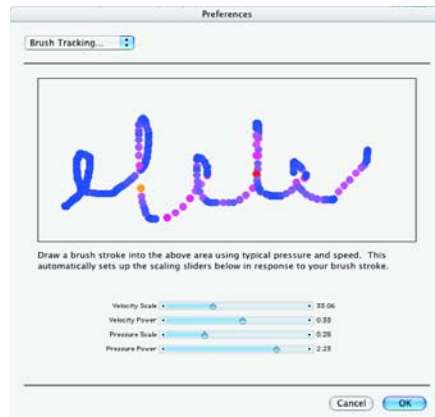 Preferences
Brush Tracking...
Draw a brush stroke into the above area using typical pressure and speed. This
automatically sets up the scaling sliders below in response to your brush stroke.
Velocity Scale 33.06
Velocity Power 0.33
Pressure Scale 0.28
Pressure Power 2.23
Cancel OK